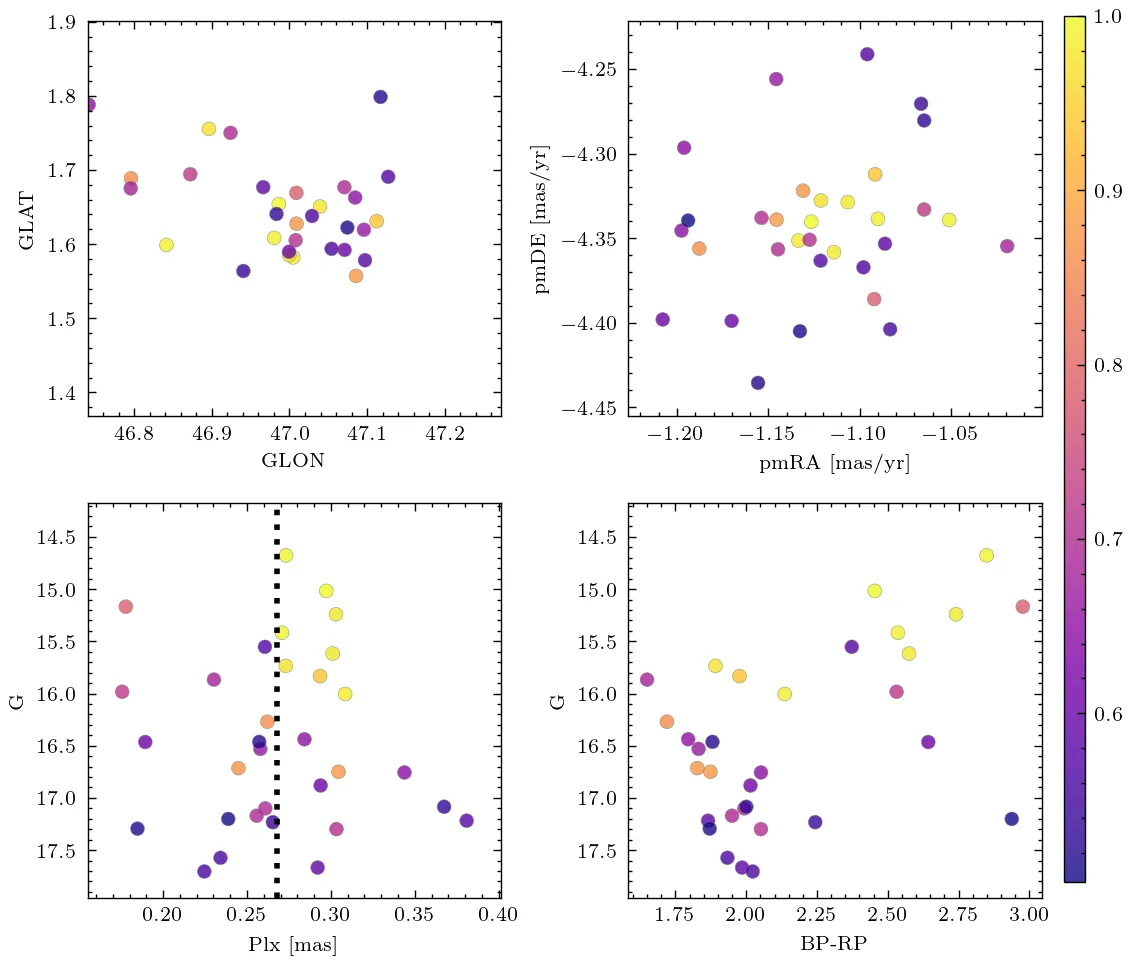 1.9
1.8
1.7
1.6
1.5
1.4
GLAT
46.8 46.9 47.0 47.1 47.2
GLON
−4.25
−4.30
−4.35
−4.40
−4.45
pmDE [mas/yr]
−1.20 −1.15 −1.10 −1.05
pmRA [mas/yr]
1.0
0.9
0.8
0.7
0.6
14.5
15.0
15.5
16.0
16.5
17.0
17.5
G
0.20 0.25 0.30 0.35 0.40
Plx [mas]
14.5
15.0
15.5
16.0
16.5
17.0
17.5
G
1.75 2.00 2.25 2.50 2.75 3.00
BP-RP